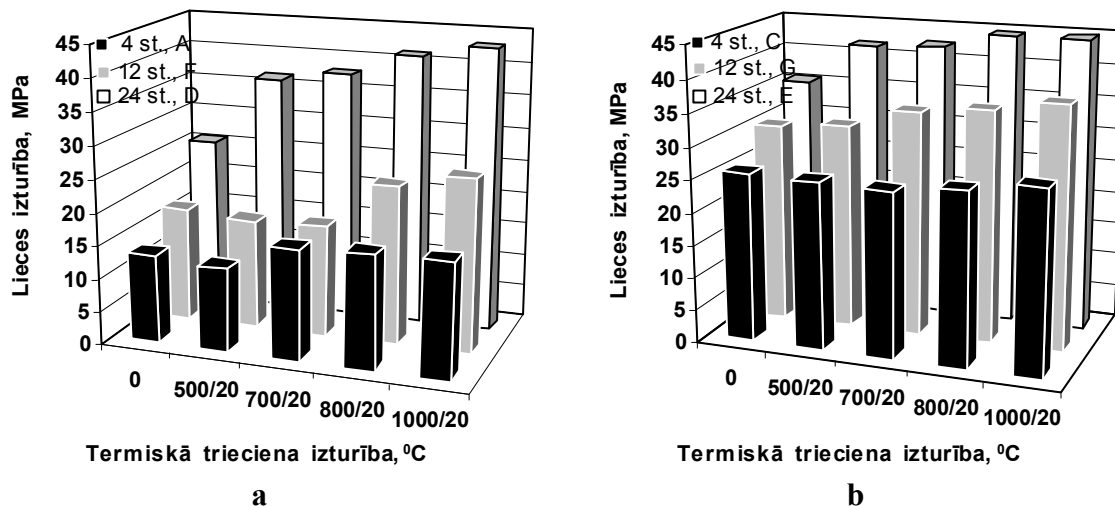 45
40
35
30
25
20
15
10
5
0
Lieces izturība, MPa
4 st., A
12 st., F
24 st., D
0
500/20
700/20
800/20
1000/20
Termiskā trieciena izturība, ⁰C
a
45
40
35
30
25
20
15
10
5
0
Lieces izturība, MPa
4 st., C
12 st., G
24 st., E
0
500/20
700/20
800/20
1000/20
Termiskā trieciena izturība, ⁰C
b